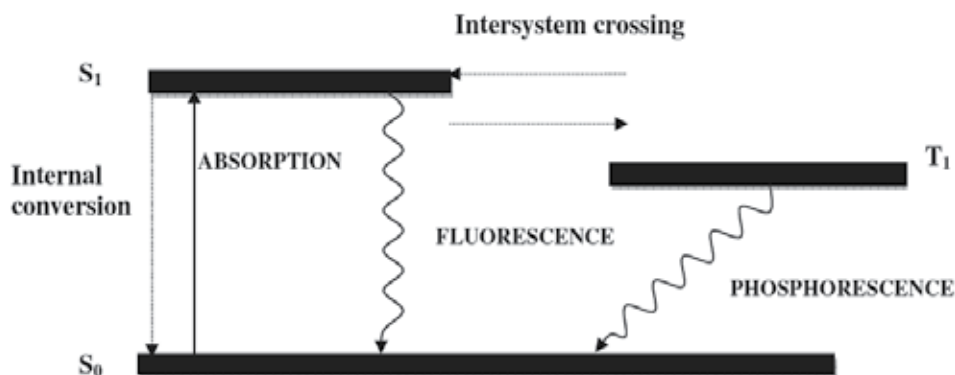 Intersystem crossing
S₁
ABSORPTION
T₁
Internal
conversion
FLUORESCENCE
PHOSPHORESCENCE
S₀